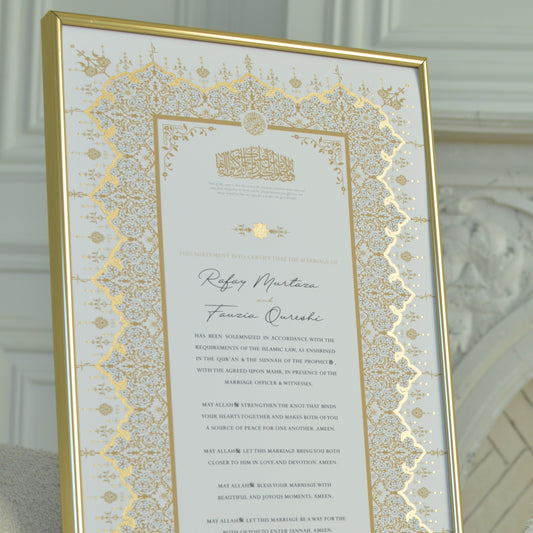 THIS AGREEMENT IS TO CERTIFY THAT THE MARRIAGE OF
Rafay Murtaza
and
Fauzia Qureshi
HAS BEEN SOLEMNIZED IN ACCORDANCE WITH THE
REQUIREMENTS OF THE ISLAMIC LAW, AS ENSHRINED
IN THE QUR'AN & THE SUNNAH OF THE PROPHET ﷺ,
WITH THE AGREED UPON MAHR, IN PRESENCE OF THE
MARRIAGE OFFICER & WITNESSES.
MAY ALLAH ﷻ STRENGTHEN THE KNOT THAT BINDS
YOUR HEARTS TOGETHER AND MAKES BOTH OF YOU
A SOURCE OF PEACE FOR ONE ANOTHER. AMEEN.
MAY ALLAH ﷻ LET THIS MARRIAGE BRING YOU BOTH
CLOSER TO HIM IN LOVE AND DEVOTION. AMEEN.
MAY ALLAH ﷻ BLESS YOUR MARRIAGE WITH
BEAUTIFUL AND JOYOUS MOMENTS. AMEEN.
MAY ALLAH ﷻ LET THIS MARRIAGE BE A WAY FOR THE
BOTH OF YOU TO ENTER JANNAH. AMEEN.